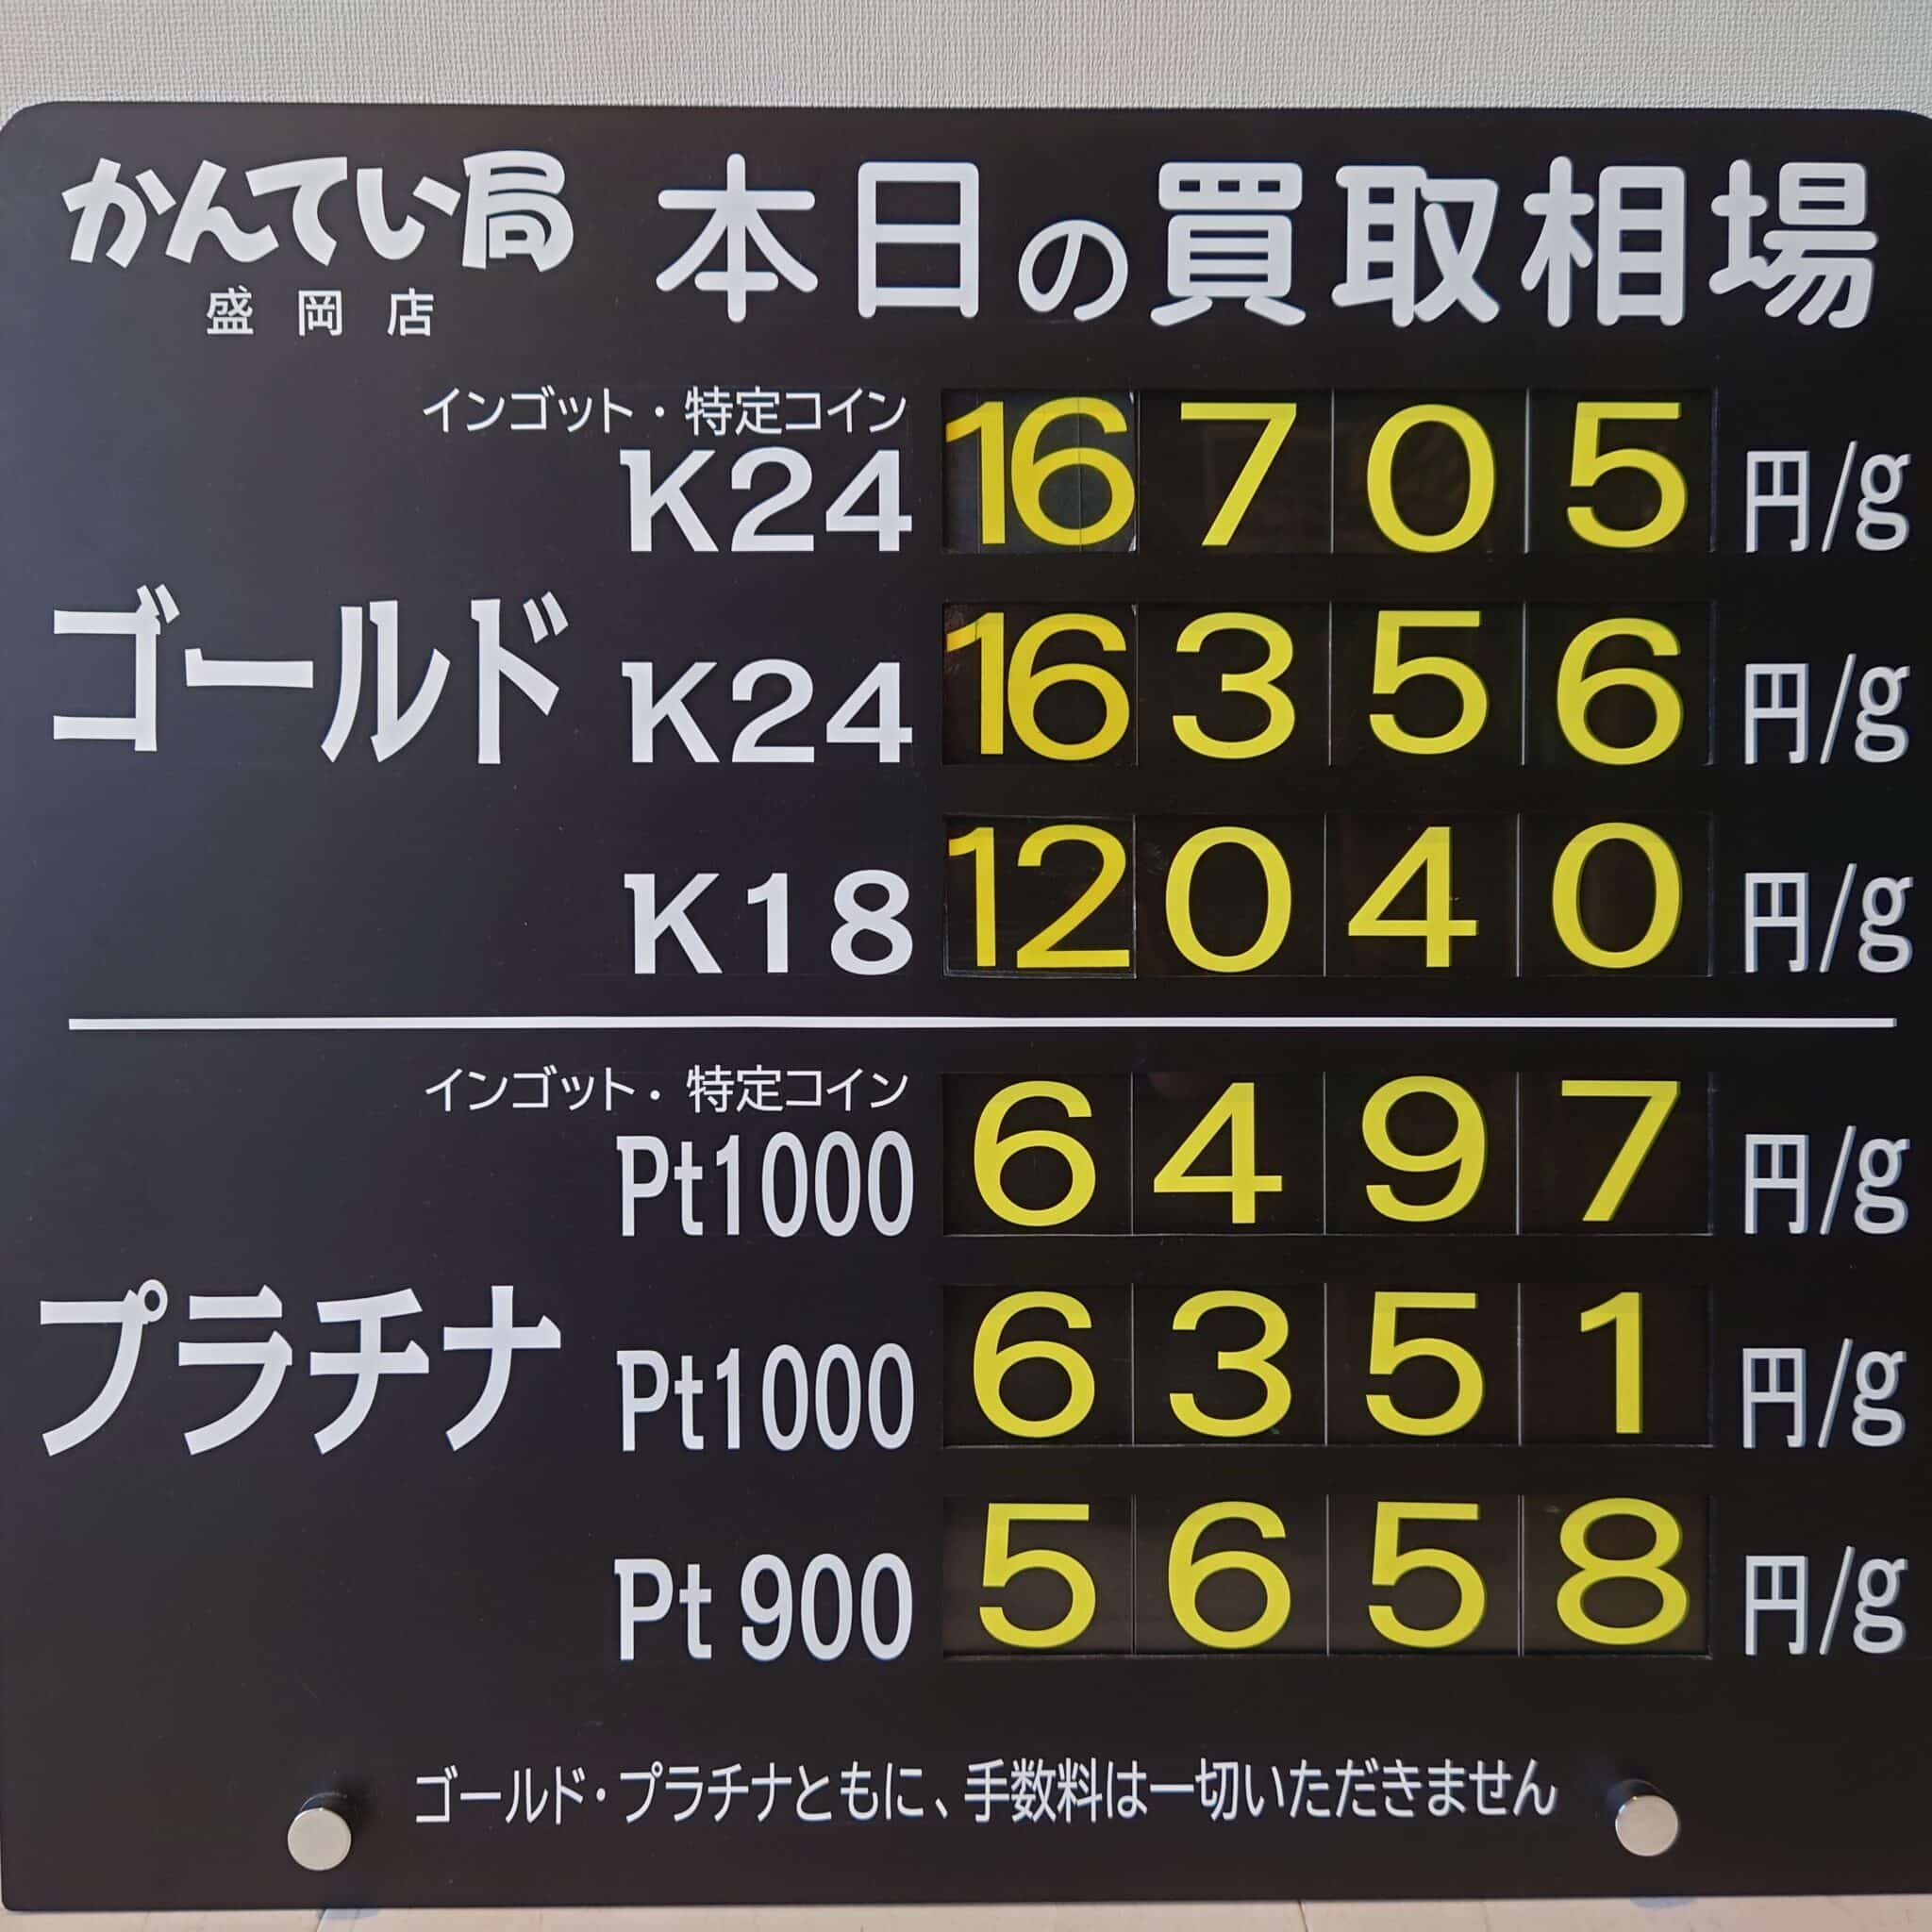 かんてい局 本日の買取相場
盛岡店
インゴット・特定コイン
K24 16705 円/g
ゴールド K24 16356 円/g
K18 12040 円/g
インゴット・特定コイン
Pt1000 6497 円/g
プラチナ Pt1000 6351 円/g
Pt900 5658 円/g
ゴールド・プラチナともに、手数料は一切いただきません